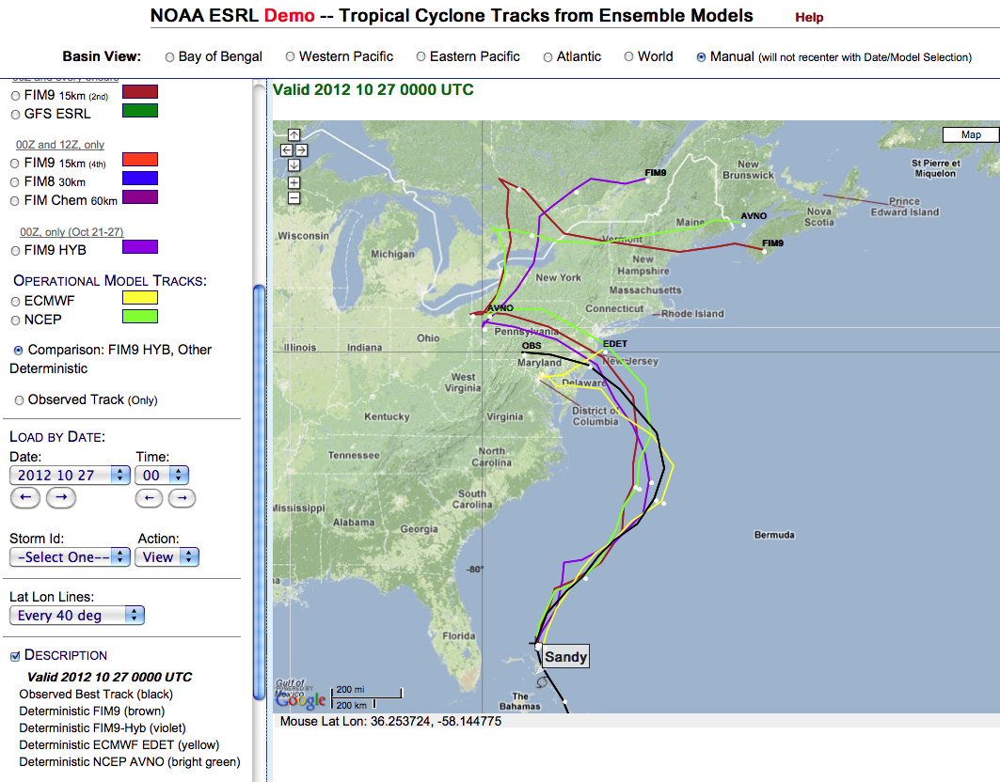 NOAA ESRL Demo -- Tropical Cyclone Tracks from Ensemble Models
Help
Basin View: Bay of Bengal Western Pacific Eastern Pacific Atlantic World Manual (will not recenter with Date/Model Selection)
Valid 2012 10 27 0000 UTC
FIM9 15km (2nd)
GFS ESRL
00Z and 12Z, only
FIM9 15km (4th)
FIM8 30km
FIM Chem 60km
00Z, only (Oct 21-27)
FIM9 HYB
OPERATIONAL MODEL TRACKS:
ECMWF
NCEP
Comparison: FIM9 HYB, Other
Deterministic
Observed Track (Only)
LOAD BY DATE:
Date: Time:
2012 10 27 00
← → ← →
Storm Id: Action:
-Select One-- View
Lat Lon Lines:
Every 40 deg
DESCRIPTION
Valid 2012 10 27 0000 UTC
Observed Best Track (black)
Deterministic FIM9 (brown)
Deterministic FIM9-Hyb (violet)
Deterministic ECMWF EDET (yellow)
Deterministic NCEP AVNO (bright green)
Map
New
Brunswick
St Pierre et
Miquelon
FIM9
Prince
Edward Island
Nova
Scotia
Maine
AVNO
FIM9
Wisconsin
Michigan
Vermont
New
Hampshire
New York
Massachusetts
Connecticut
Rhode Island
AVNO
Pennsylvania
Ohio
Illinois
Indiana
OBS
EDET
New Jersey
Maryland
Delaware
West
Virginia
District of
Columbia
Kentucky
Virginia
Tennessee
North
Carolina
South
Carolina
Mississippi
Alabama
Georgia
Bermuda
-80°
Florida
Sandy
Gulf of
Mexico
POWERED BY
Google
200 mi
200 km
The
Bahamas
Mouse Lat Lon: 36.253724, -58.144775